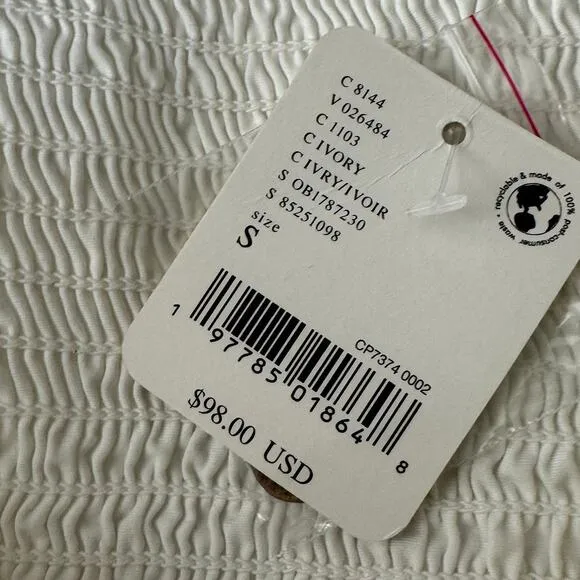 C 8144
V 026484
C 1103
C IVORY
C IVRY/IVOIR
S OB1787230
S 85251098
size
S
recyclable & made of 100% post-consumer waste •
CP7374 0002
1 97785 01864 8
$98.00 USD